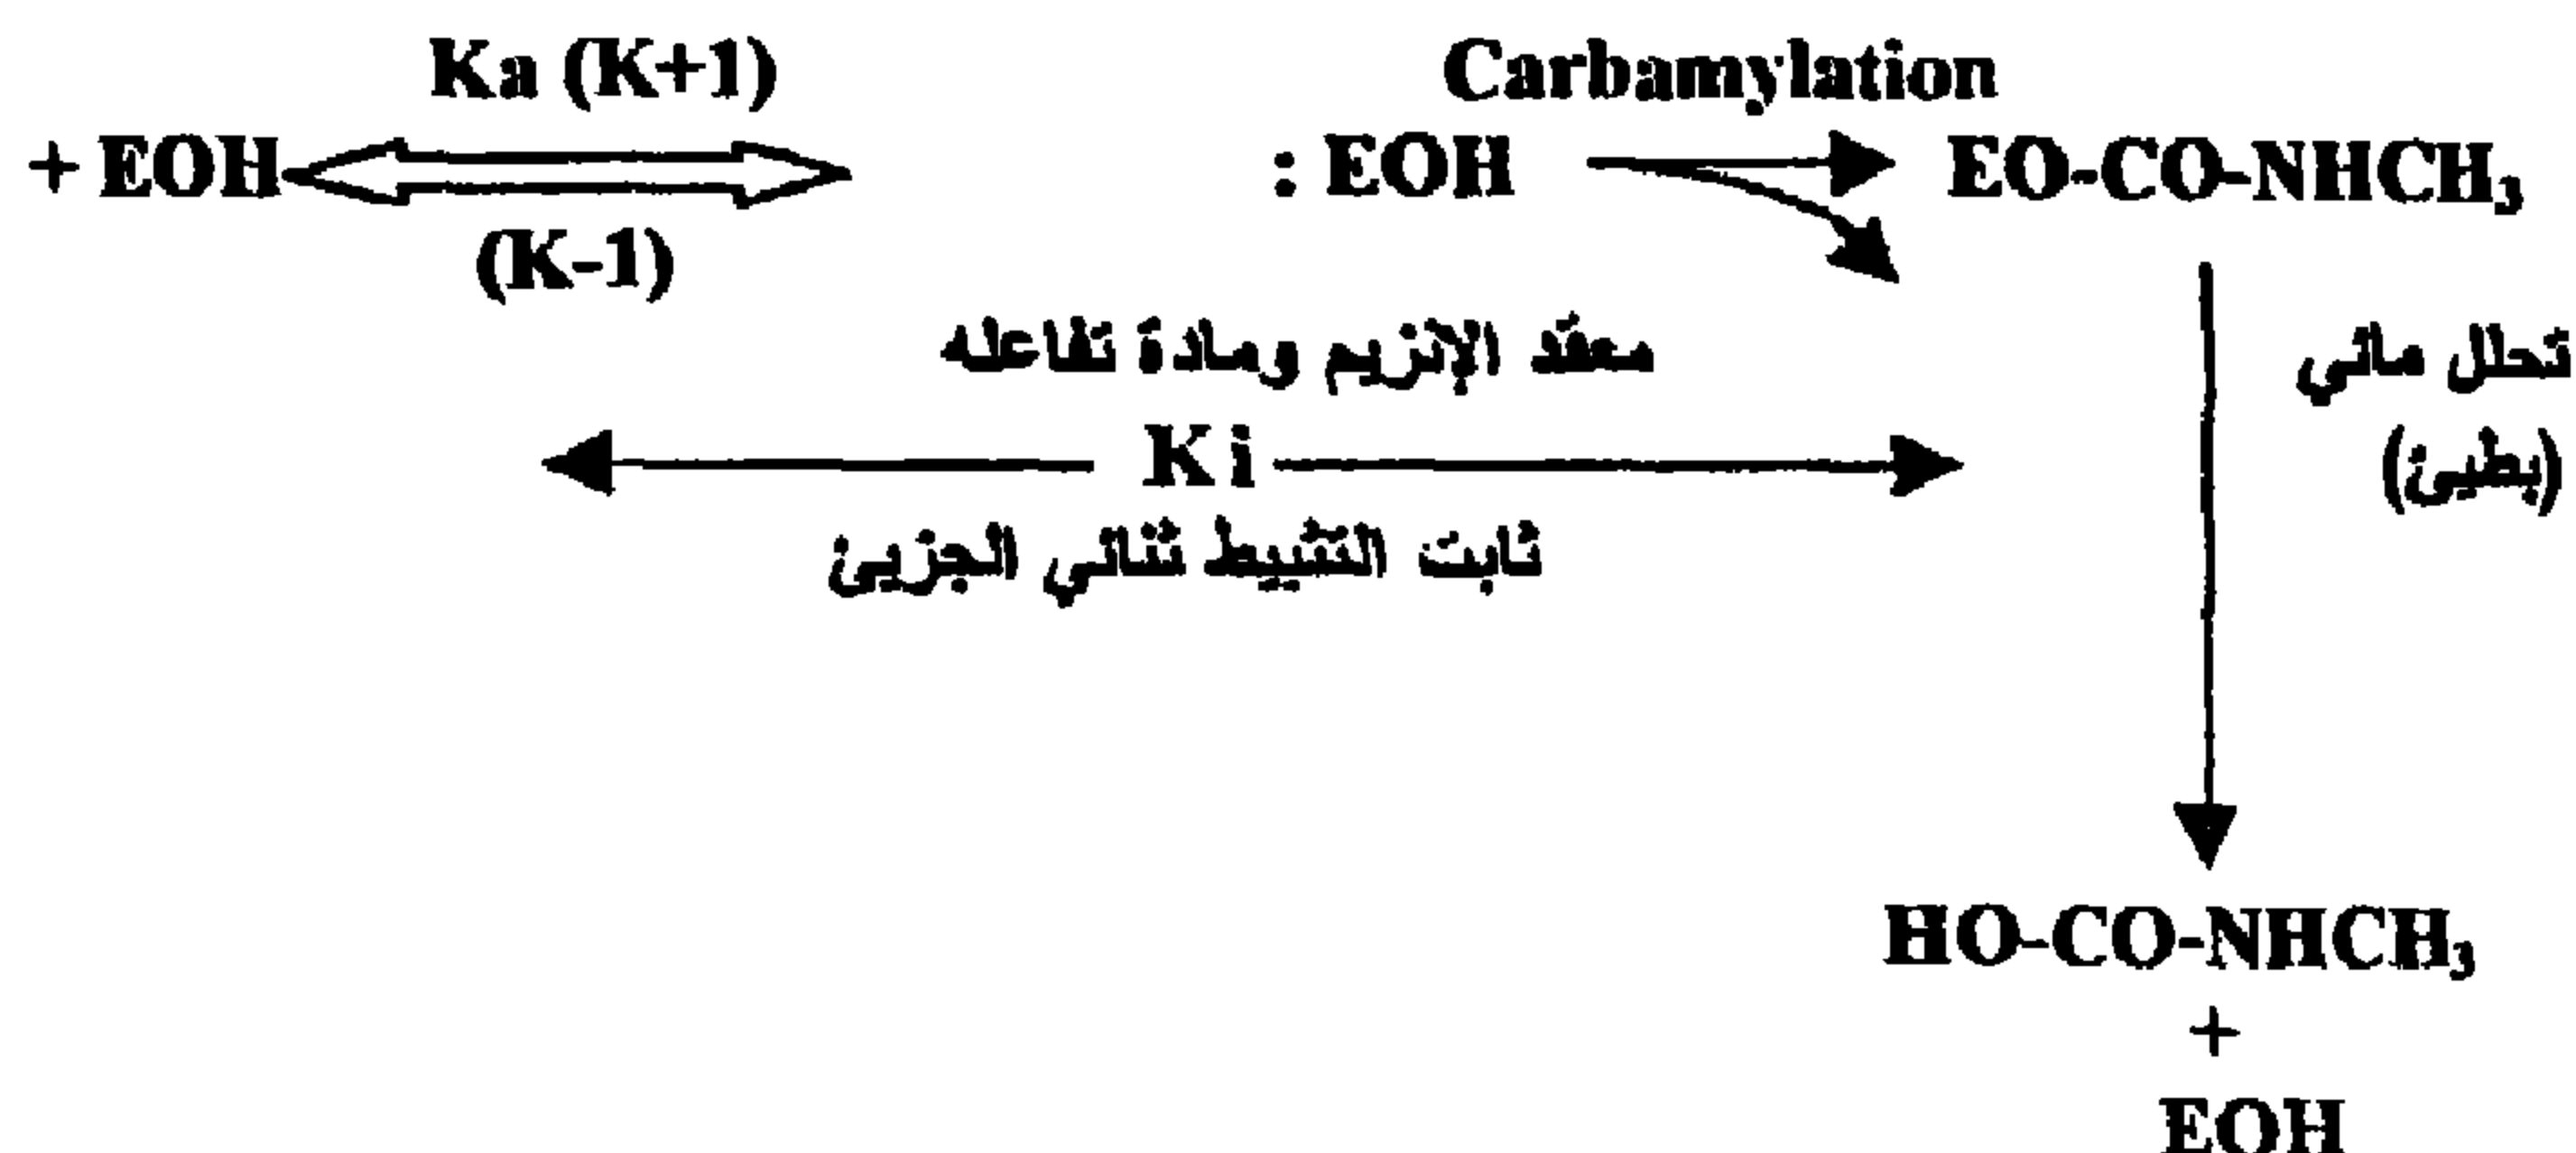 Ka (K+1)
Carbamylation
+ EOH
: EOH
EO-CO-NHCH₃
(K-1)
معقد الإنزيم ومادة تفاعله
تحلل مائي
(بطيئ)
K i
ثابت التثبيط ثنائي الجزيئ
HO-CO-NHCH₃
+
EOH